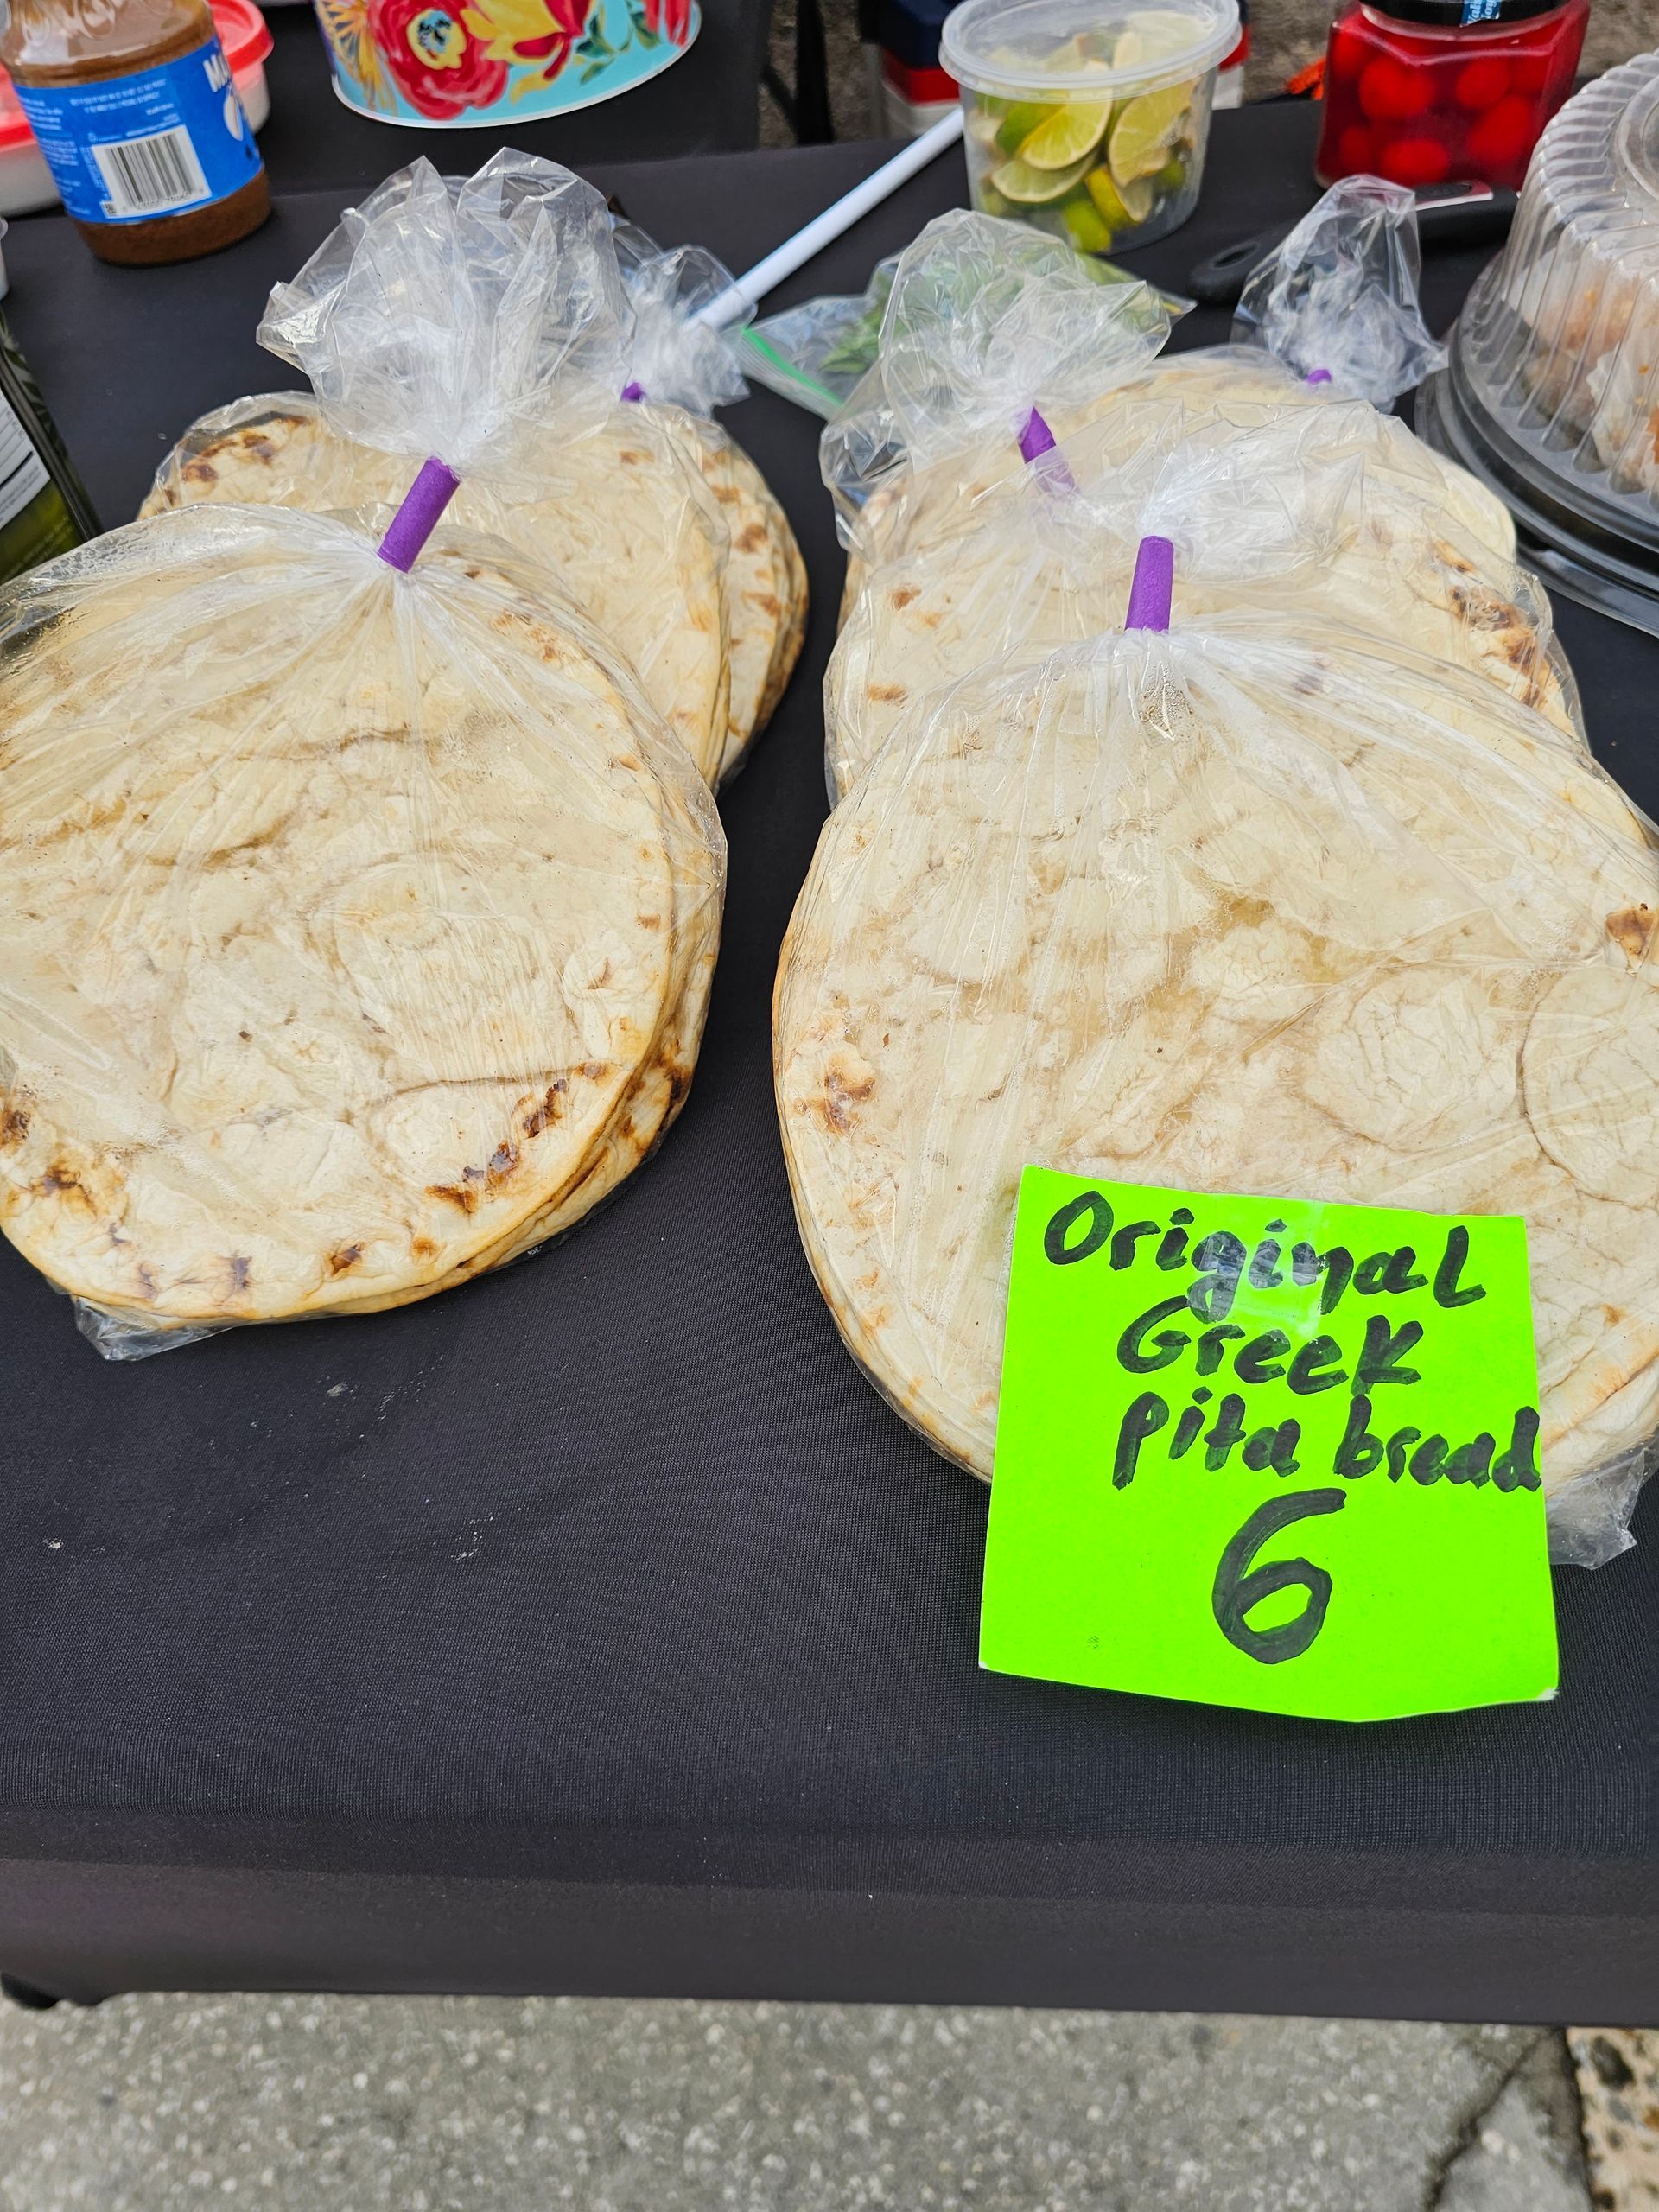 Original
Greek
pita bread
6